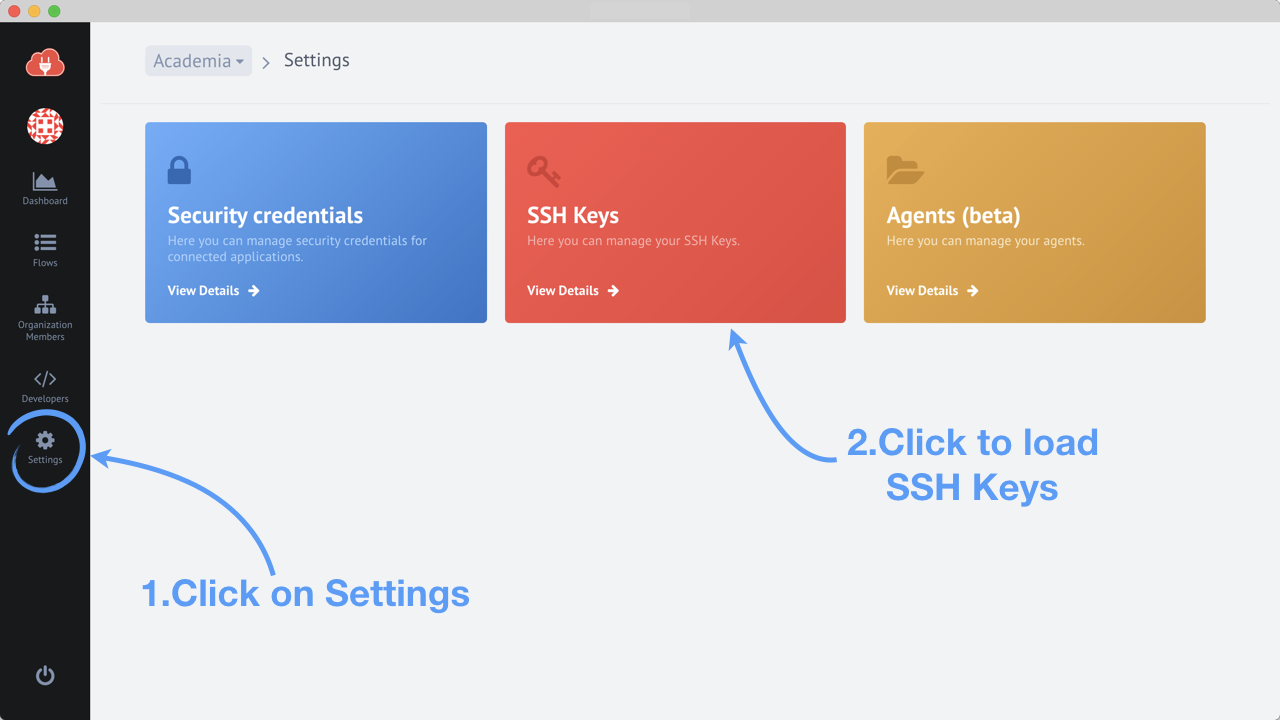 Academia
Settings
Dashboard
Flows
Organization
Members
Developers
Settings
Security credentials
Here you can manage security credentials for
connected applications.
View Details
SSH Keys
Here you can manage your SSH Keys.
View Details
Agents (beta)
Here you can manage your agents.
View Details
2.Click to load
SSH Keys
1.Click on Settings